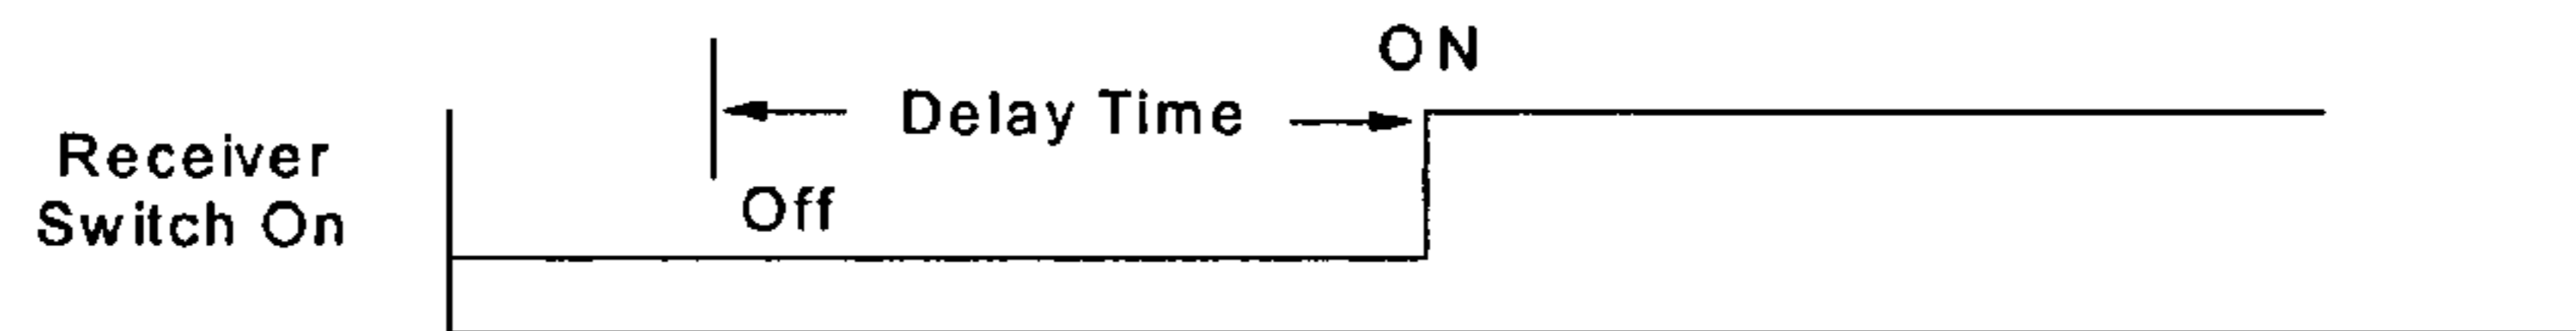 ON
Delay Time
Receiver
Switch On
Off